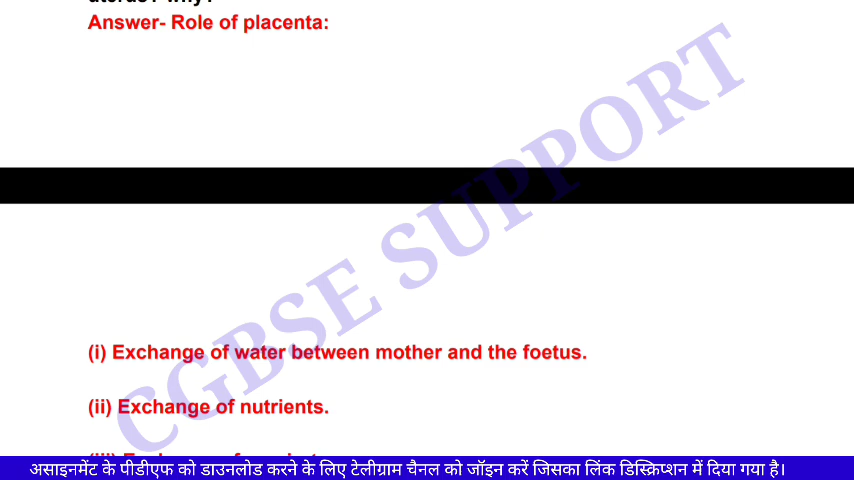 Answer- Role of placenta:
CGBSE SUPPORT
(i) Exchange of water between mother and the foetus.
(ii) Exchange of nutrients.
असाइनमेंट के पीडीएफ को डाउनलोड करने के लिए टेलीग्राम चैनल को जॉइन करें जिसका लिंक डिस्क्रिप्शन में दिया गया है।